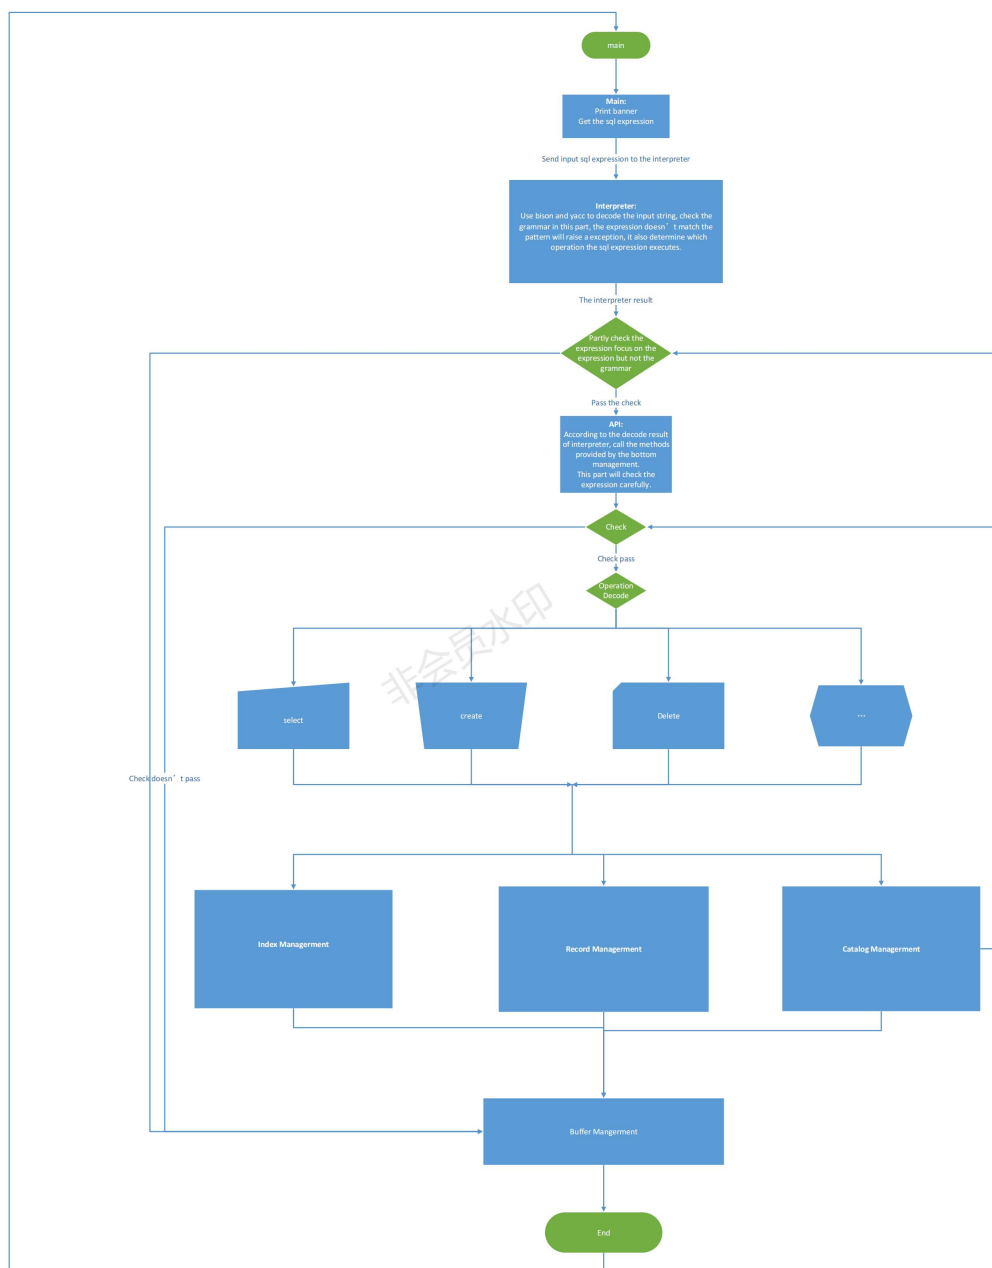 main
Main:
Print banner
Get the sql expression
Send input sql expression to the interpreter
Interpreter:
Use bison and yacc to decode the input string, check the
grammar in this part, the expression doesn’t match the
pattern will raise a exception, it also determine which
operation the sql expression executes.
The interpreter result
Partly check the
expression focus on the
expression but not the
grammar
Pass the check
API:
According to the decode result
of interpreter, call the methods
provided by the bottom
management.
This part will check the
expression carefully.
Check
Check pass
Operation
Decode
非会员水印
select
create
Delete
...
Check doesn’t pass
Index Managerment
Record Managerment
Catalog Managerment
Buffer Mangerment
End